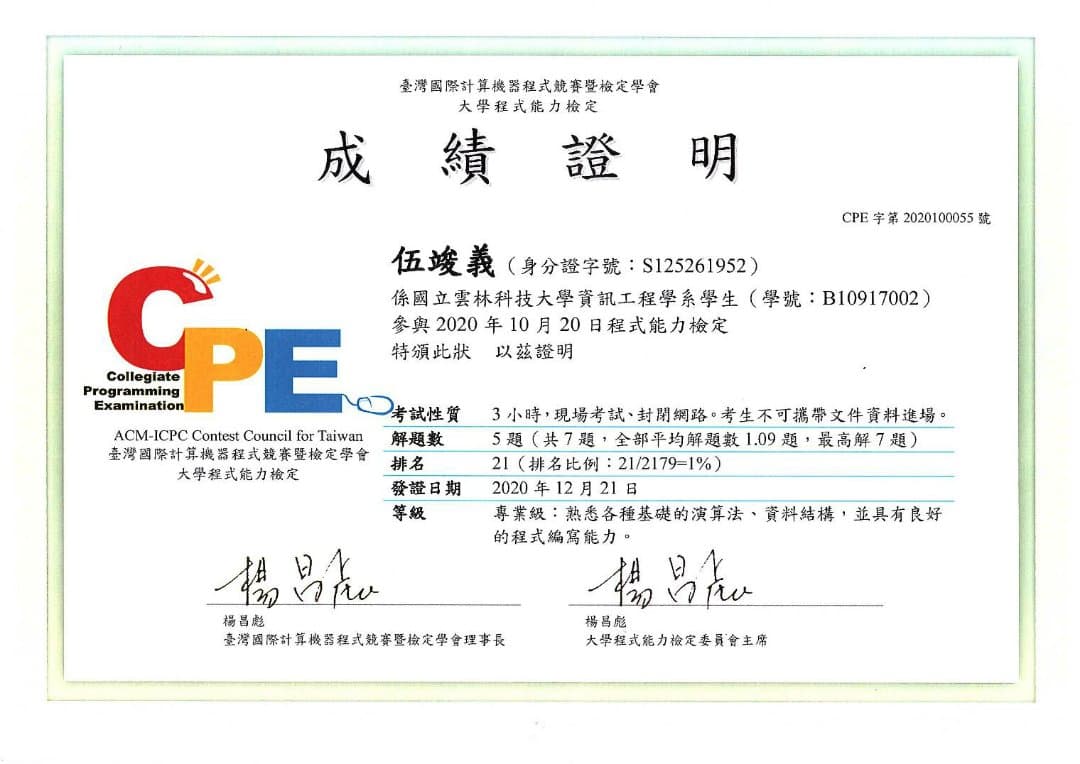 臺灣國際計算機器程式競賽暨檢定學會
大學程式能力檢定
成績證明
CPE 字第 2020100055 號
伍竣義（身分證字號：S125261952）
係國立雲林科技大學資訊工程學系學生（學號：B10917002）
參與 2020 年 10 月 20 日程式能力檢定
特頒此狀 以茲證明
CPE
Collegiate
Programming
Examination
ACM-ICPC Contest Council for Taiwan
臺灣國際計算機器程式競賽暨檢定學會
大學程式能力檢定
考試性質 3 小時，現場考試、封閉網路。考生不可攜帶文件資料進場。
解題數 5 題（共 7 題，全部平均解題數 1.09 題，最高解 7 題）
排名 21（排名比例：21/2179=1%）
發證日期 2020 年 12 月 21 日
等級 專業級：熟悉各種基礎的演算法、資料結構，並具有良好
的程式編寫能力。
楊昌彪 楊昌彪
楊昌彪 楊昌彪
臺灣國際計算機器程式競賽暨檢定學會理事長 大學程式能力檢定委員會主席